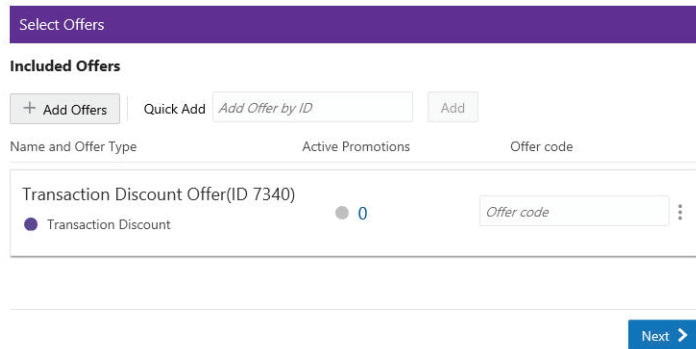 Select Offers
Included Offers
+ Add Offers Quick Add Add Offer by ID Add
Name and Offer Type Active Promotions Offer code
Transaction Discount Offer(ID 7340)
0 Offer code
Transaction Discount
Next